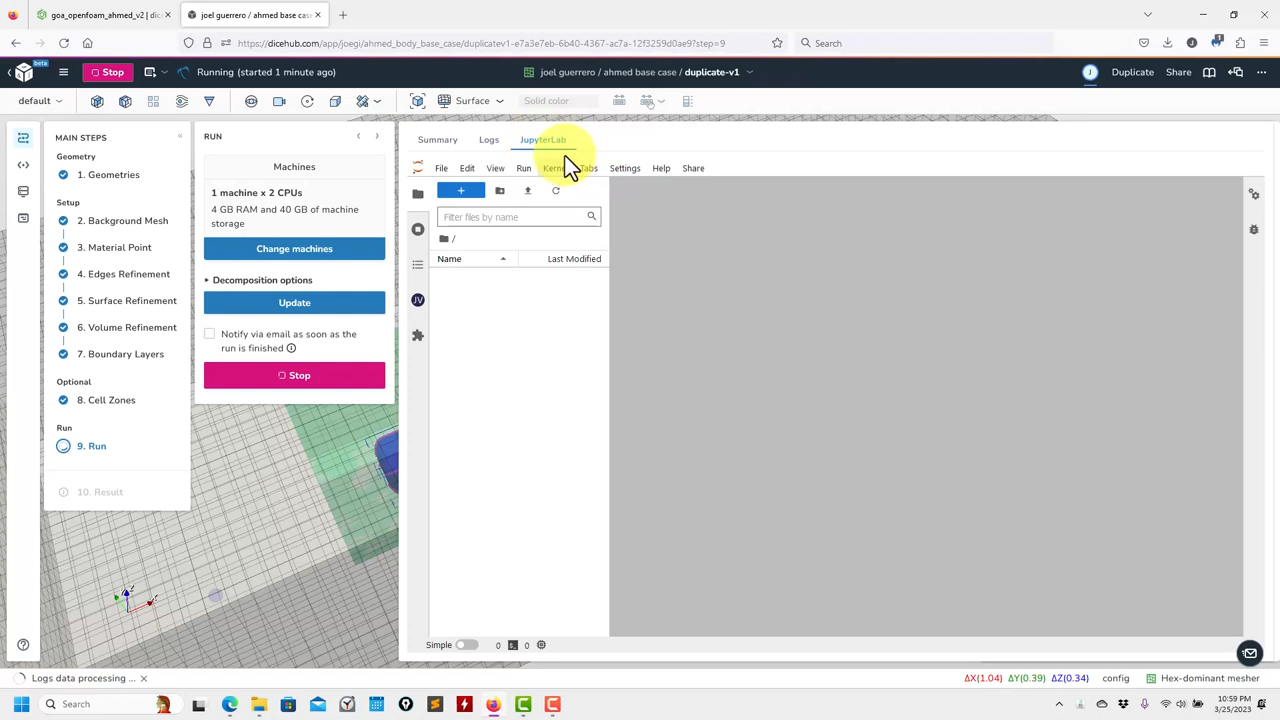 goa_openfoam_ahmed_v2 | dice
joel guerrero / ahmed base case /
https://dicehub.com/app/joegi/ahmed_body_base_case/duplicatev1-e7a3e7eb-6b40-4367-ac7a-12f3259d0ae9?step=9
Search
beta
Stop
Running (started 1 minute ago)
joel guerrero / ahmed base case / duplicate-v1
J
Duplicate
Share
default
Surface
Solid color
MAIN STEPS
Geometry
1. Geometries
Setup
2. Background Mesh
3. Material Point
4. Edges Refinement
5. Surface Refinement
6. Volume Refinement
7. Boundary Layers
Optional
8. Cell Zones
Run
9. Run
10. Result
RUN
Machines
1 machine x 2 CPUs
4 GB RAM and 40 GB of machine
storage
Change machines
Decomposition options
Update
Notify via email as soon as the
run is finished
Stop
Summary
Logs
JupyterLab
File
Edit
View
Run
Kernel
Tabs
Settings
Help
Share
Filter files by name
/
Name
Last Modified
JV
Simple
0
0
Logs data processing ...
ΔX(1.04)
ΔY(0.39)
ΔZ(0.34)
config
Hex-dominant mesher
Search
10:59 PM
3/25/2023